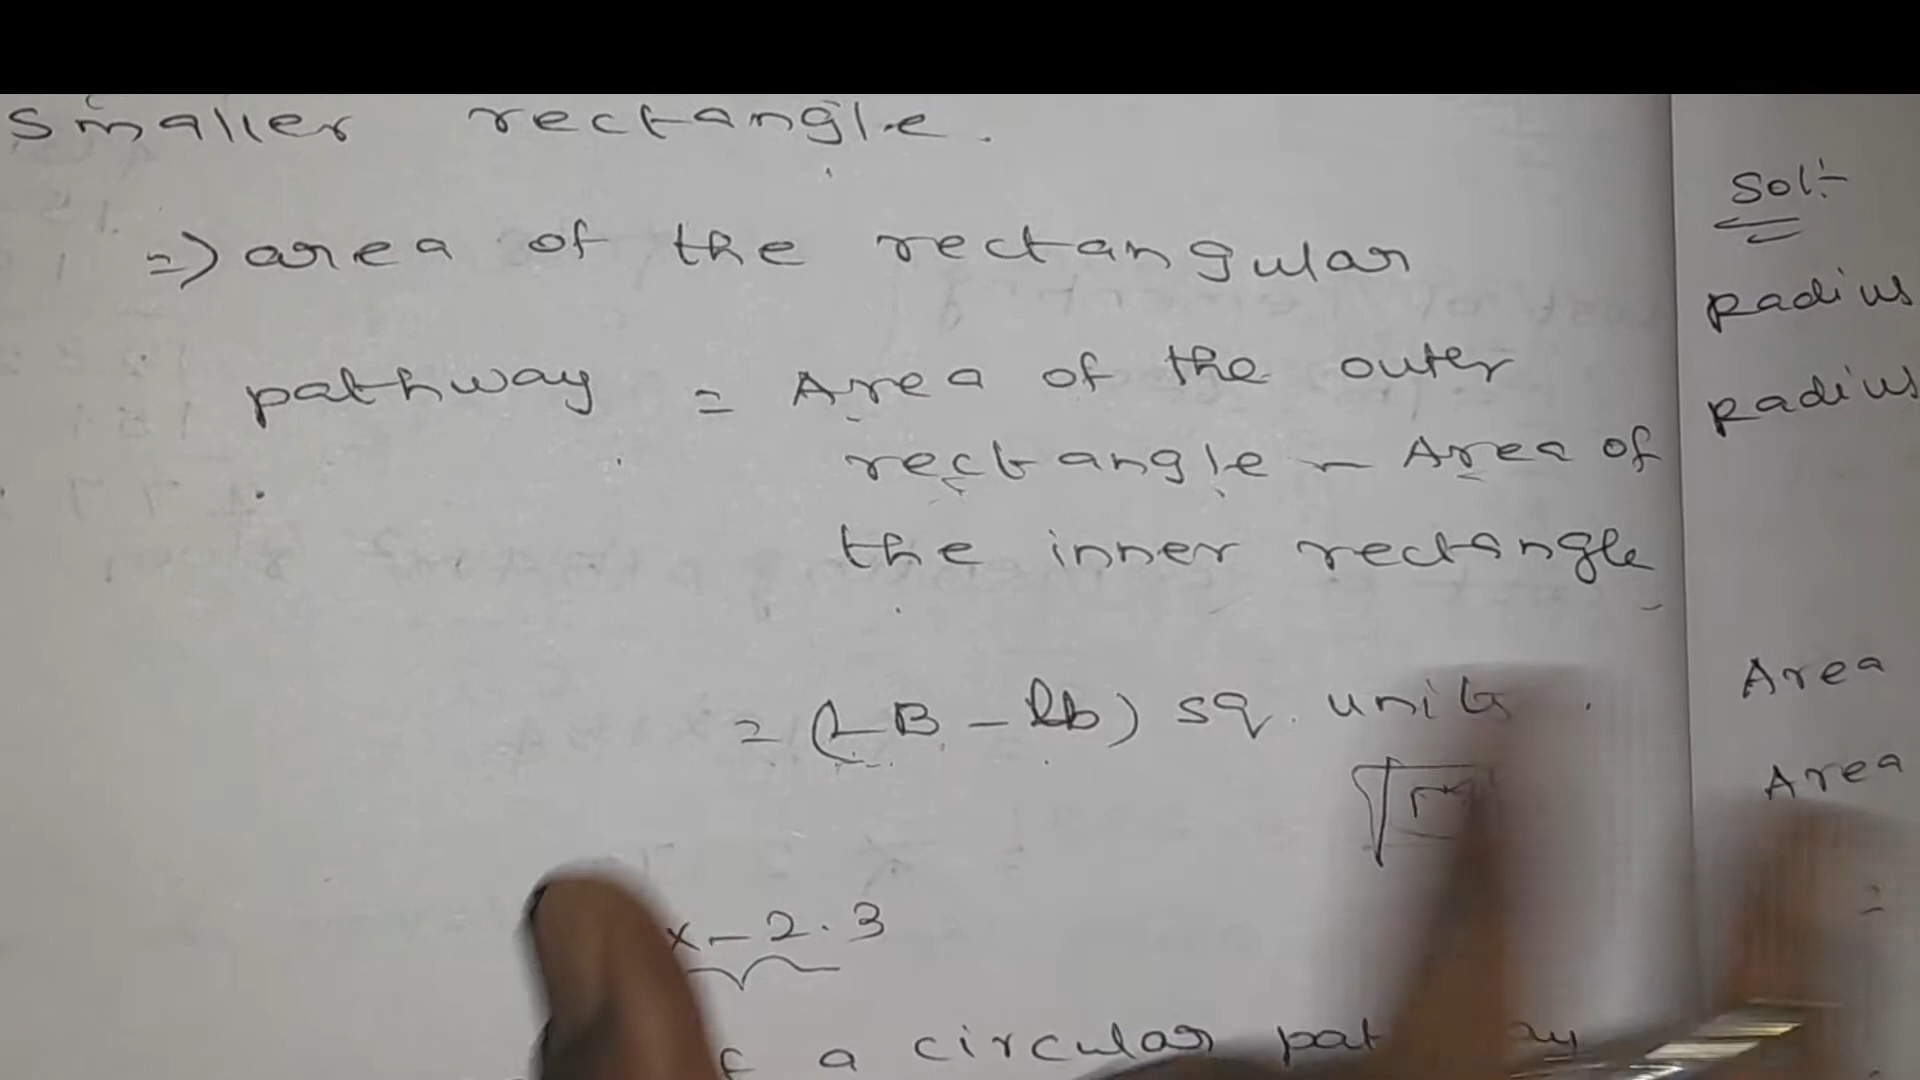 smaller rectangle.
=) area of the rectangular
pathway = Area of the outer
rectangle - Area of
the inner rectangle
= (LB - lb) sq. units.
x-2.3
a circular
Sol:-
radius
radius
Area
Area
=